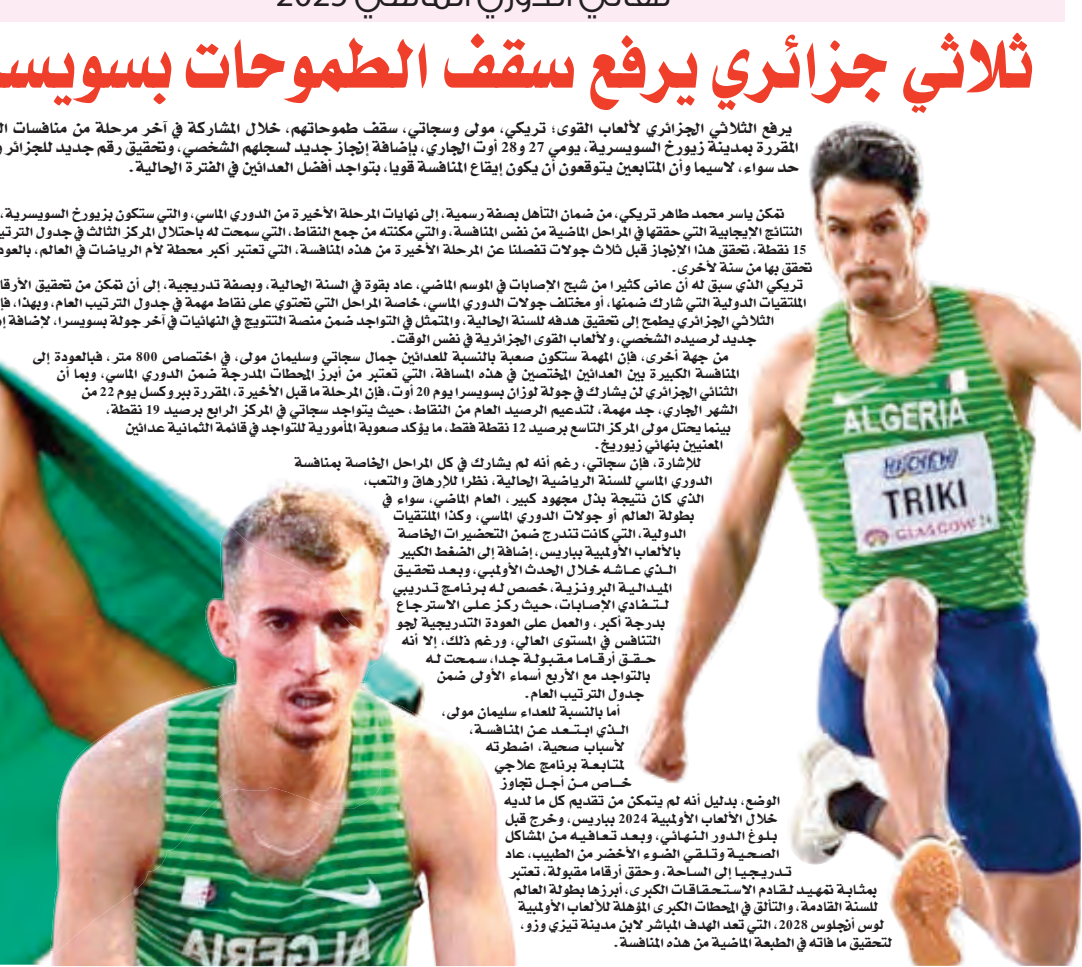 الدوري الماسي 2025
ثلاثي جزائري يرفع سقف الطموحات
يرفع الثلاثي الجزائري لألعاب القوى؛ تريكي، مولى وسجاتي، سقف طموحاتهم، خلال المشاركة في آخر مرحلة من منافسات
المقررة بمدينة زيورخ السويسرية، يومي 27 و28 أوت الجاري، بإضافة إنجاز جديد لسجلهم الشخصي، وتحقيق رقم جديد للجزائر
حد سواء، لاسيما وأن المتابعين يتوقعون أن يكون إيقاع المنافسة قويا، بتواجد أفضل العدائين في الفترة الحالية.
تمكن ياسر محمد طاهر تريكي، من ضمان التأهل بصفة رسمية، إلى نهايات المرحلة الأخيرة من الدوري الماسي، والتي ستكون بزيورخ السويسرية،
النتائج الإيجابية التي حققها في المراحل الماضية من نفس المنافسة، والتي مكنته من جمع النقاط، التي سمحت له باحتلال المركز الثالث في جدول
15 نقطة، تحقق هذا الإنجاز قبل ثلاث جولات تفصلنا عن المرحلة الأخيرة من هذه المنافسة، التي تعتبر أكبر محطة لأم الرياضات في العالم،
تحقق بها من سنة لأخرى.
تريكي الذي سبق له أن عانى كثيرا من شبح الإصابات في الموسم الماضي، عاد بقوة في السنة الحالية، وبصفة تدريجية، إلى أن تمكن من تحقيق
الملتقيات الدولية التي شارك ضمنها، أو مختلف جولات الدوري الماسي، خاصة المراحل التي تحتوي على نقاط مهمة في جدول الترتيب العام، وبهذا،
الثلاثي الجزائري يطمح إلى تحقيق هدفه للسنة الحالية، والمتمثل في التواجد ضمن منصة التتويج في النهائيات في آخر جولة بسويسرا، لإضافة
جديد لرصيده الشخصي، ولألعاب القوى الجزائرية في نفس الوقت.
من جهة أخرى، فإن المهمة ستكون صعبة بالنسبة للعدائين جمال سجاتي وسليمان مولى، في اختصاص 800 متر، فبالعودة إلى
المنافسة الكبيرة بين العدائين المختصين في هذه المسافة، التي تعتبر من أبرز المحطات المدرجة ضمن الدوري الماسي، وبما أن
الثنائي الجزائري لن يشارك في جولة لوزان بسويسرا يوم 20 أوت، فإن المرحلة ما قبل الأخيرة، المقررة ببروكسل يوم 22 من
الشهر الجاري، جد مهمة، لتدعيم الرصيد العام من النقاط، حيث يتواجد سجاتي في المركز الرابع برصيد 19 نقطة،
بينما يحتل مولى المركز التاسع برصيد 12 نقطة فقط، ما يؤكد صعوبة المأمورية للتواجد في قائمة الثمانية عدائين
المعنيين بنهائي زيوريخ.
للإشارة، فإن سجاتي، رغم أنه لم يشارك في كل المراحل الخاصة بمنافسة
الدوري الماسي للسنة الرياضية الحالية، نظرا للإرهاق والتعب،
الذي كان نتيجة بذل مجهود كبير، العام الماضي، سواء في
بطولة العالم أو جولات الدوري الماسي، وكذا الملتقيات
الدولية، التي كانت تندرج ضمن التحضيرات الخاصة
بالألعاب الأولمبية بباريس، إضافة إلى الضغط الكبير
الذي عاشه خلال الحدث الأولمبي، وبعد تحقيق
الميدالية البرونزية، خصص له برنامج تدريبي
لتفادي الإصابات، حيث ركز على الاسترجاع
بدرجة أكبر، والعمل على العودة التدريجية لجو
التنافس في المستوى العالي، ورغم ذلك، إلا أنه
حقق أرقاما مقبولة جدا، سمحت له
بالتواجد مع الأربع أسماء الأولى ضمن
جدول الترتيب العام.
أما بالنسبة للعداء سليمان مولى،
الذي ابتعد عن المنافسة،
لأسباب صحية، اضطرته
لمتابعة برنامج علاجي
خاص من أجل تجاوز
الوضع، بدليل أنه لم يتمكن من تقديم كل ما لديه
خلال الألعاب الأولمبية 2024 بباريس، وخرج قبل
بلوغ الدور النهائي، وبعد تعافيه من المشاكل
الصحية وتلقي الضوء الأخضر من الطبيب، عاد
تدريجيا إلى الساحة، وحقق أرقاما مقبولة، تعتبر
بمثابة تمهيد لقادم الاستحقاقات الكبرى، أبرزها بطولة العالم
للسنة القادمة، والتألق في المحطات الكبرى المؤهلة للألعاب الأولمبية
لوس أنجلوس 2028، التي تعد الهدف المباشر لابن مدينة تيزي وزو،
لتحقيق ما فاته في الطبعة الماضية من هذه المنافسة.
ALGERIA
TRIKI
GLASGOW 24